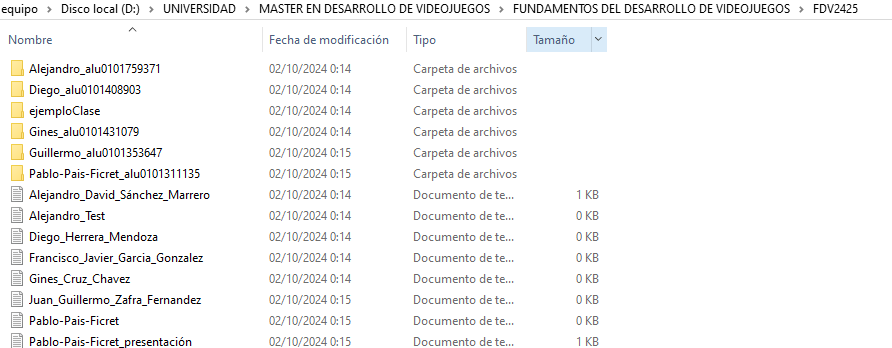 equipo > Disco local (D:) > UNIVERSIDAD > MASTER EN DESARROLLO DE VIDEOJUEGOS > FUNDAMENTOS DEL DESARROLLO DE VIDEOJUEGOS > FDV2425
Nombre Fecha de modificación Tipo Tamaño
Alejandro_alu0101759371 02/10/2024 0:14 Carpeta de archivos
Diego_alu0101408903 02/10/2024 0:14 Carpeta de archivos
ejemploClase 02/10/2024 0:14 Carpeta de archivos
Gines_alu0101431079 02/10/2024 0:14 Carpeta de archivos
Guillermo_alu0101353647 02/10/2024 0:15 Carpeta de archivos
Pablo-Pais-Ficret_alu0101311135 02/10/2024 0:15 Carpeta de archivos
Alejandro_David_Sánchez_Marrero 02/10/2024 0:14 Documento de te... 1 KB
Alejandro_Test 02/10/2024 0:14 Documento de te... 0 KB
Diego_Herrera_Mendoza 02/10/2024 0:14 Documento de te... 0 KB
Francisco_Javier_Garcia_Gonzalez 02/10/2024 0:14 Documento de te... 0 KB
Gines_Cruz_Chavez 02/10/2024 0:14 Documento de te... 0 KB
Juan_Guillermo_Zafra_Fernandez 02/10/2024 0:15 Documento de te... 0 KB
Pablo-Pais-Ficret 02/10/2024 0:15 Documento de te... 0 KB
Pablo-Pais-Ficret_presentación 02/10/2024 0:15 Documento de te... 1 KB